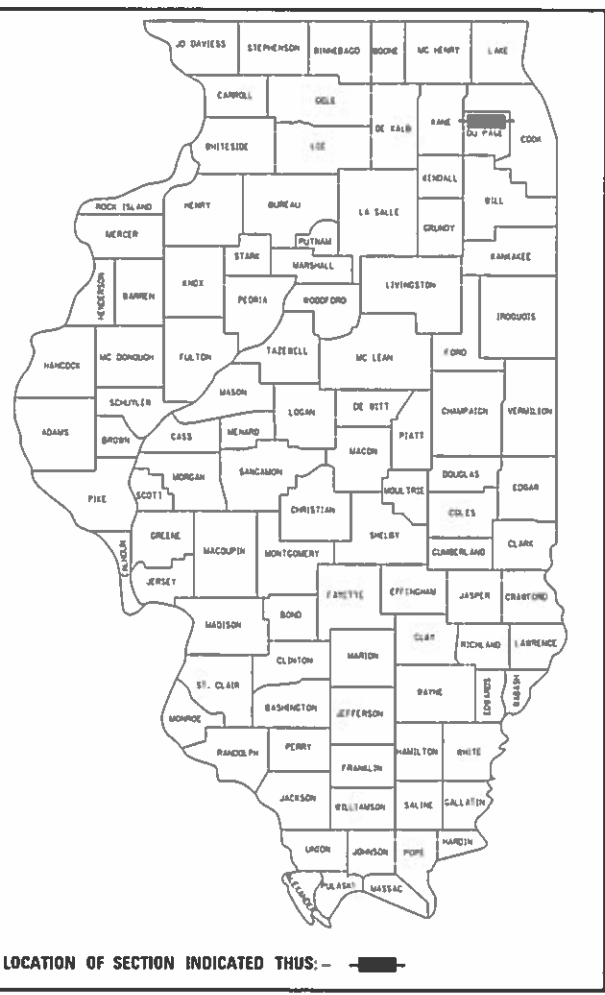 JO DAVIESS STEPHENSON WINNEBAGO BOONE MC HENRY LAKE
CARROLL OGLE DE KALB KANE DU PAGE COOK
WHITESIDE LEE
KENDALL WILL
ROCK ISLAND HENRY BUREAU LA SALLE GRUNDY
MERCER PUTNAM KANKAKEE
STARK MARSHALL
HENDERSON WARREN KNOX PEORIA WOODFORD LIVINGSTON IROQUOIS
HANCOCK MC DONOUGH FULTON TAZEWELL MC LEAN FORD
MASON
SCHUYLER LOGAN DE WITT CHAMPAIGN VERMILION
ADAMS BROWN CASS MENARD PIATT
MACON
MORGAN SANGAMON DOUGLAS EDGAR
PIKE SCOTT CHRISTIAN MOULTRIE
COLES
GREENE MACOUPIN MONTGOMERY SHELBY CUMBERLAND CLARK
CALHOUN JERSEY
FAYETTE EFFINGHAM JASPER CRAWFORD
MADISON BOND
CLAY RICHLAND LAWRENCE
CLINTON MARION
ST. CLAIR WAYNE EDWARDS WABASH
WASHINGTON JEFFERSON
MONROE
RANDOLPH PERRY HAMILTON WHITE
FRANKLIN
JACKSON WILLIAMSON SALINE GALLATIN
UNION JOHNSON POPE HARDIN
ALEXANDER PULASKI MASSAC
LOCATION OF SECTION INDICATED THUS: -